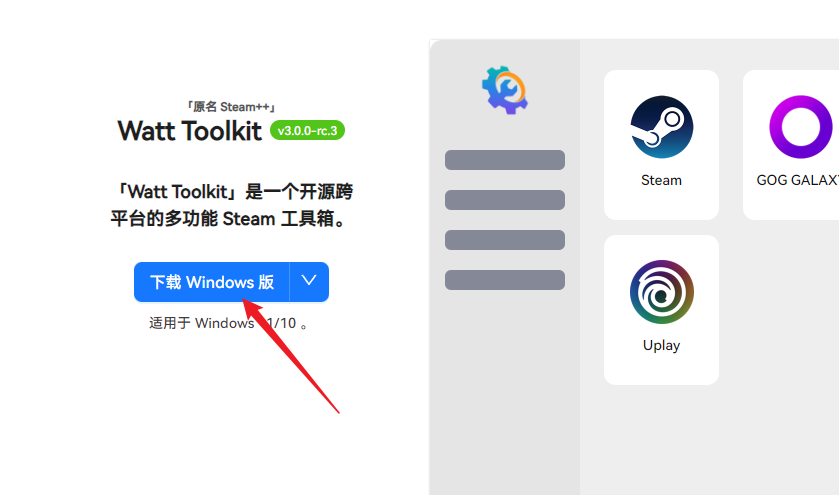 「原名 Steam++」
Watt Toolkit v3.0.0-rc.3
「Watt Toolkit」是一个开源跨
平台的多功能 Steam 工具箱。
下载 Windows 版
适用于 Windows 1/10 。
Steam
GOG GALAXY
Uplay